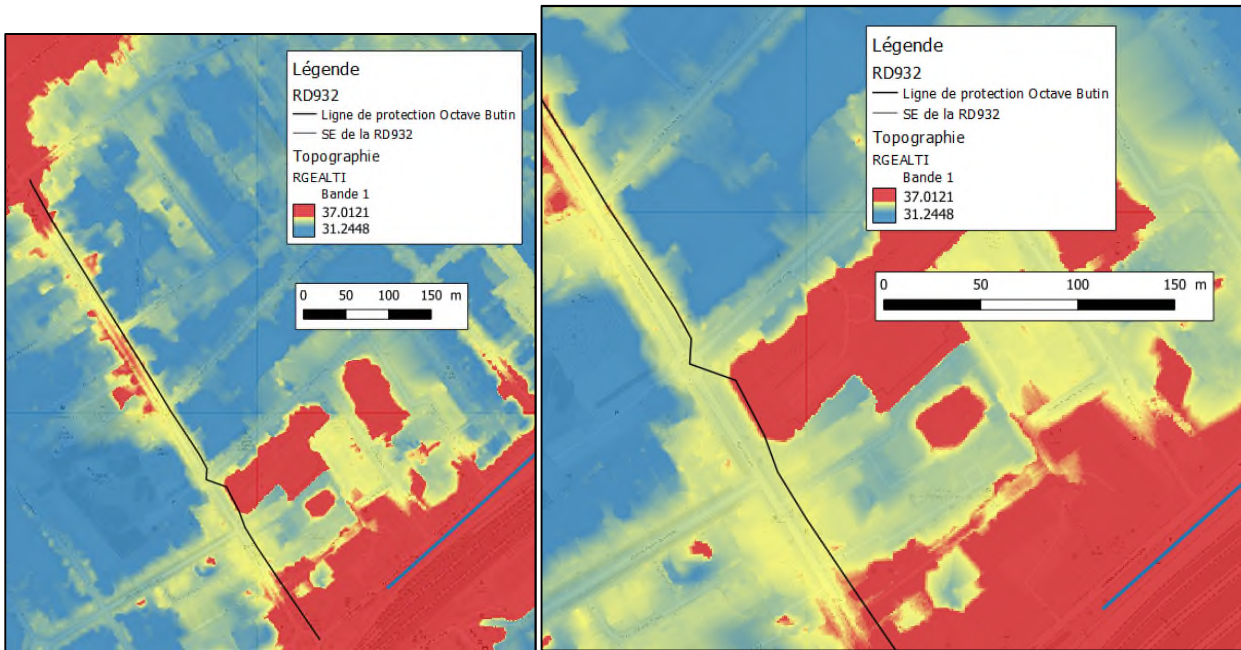 Légende
RD932
Ligne de protection Octave Butin
SE de la RD932
Topographie
RGEALTI
Bande 1
37.0121
31.2448
0 50 100 150 m
Légende
RD932
Ligne de protection Octave Butin
SE de la RD932
Topographie
RGEALTI
Bande 1
37.0121
31.2448
0 50 100 150 m